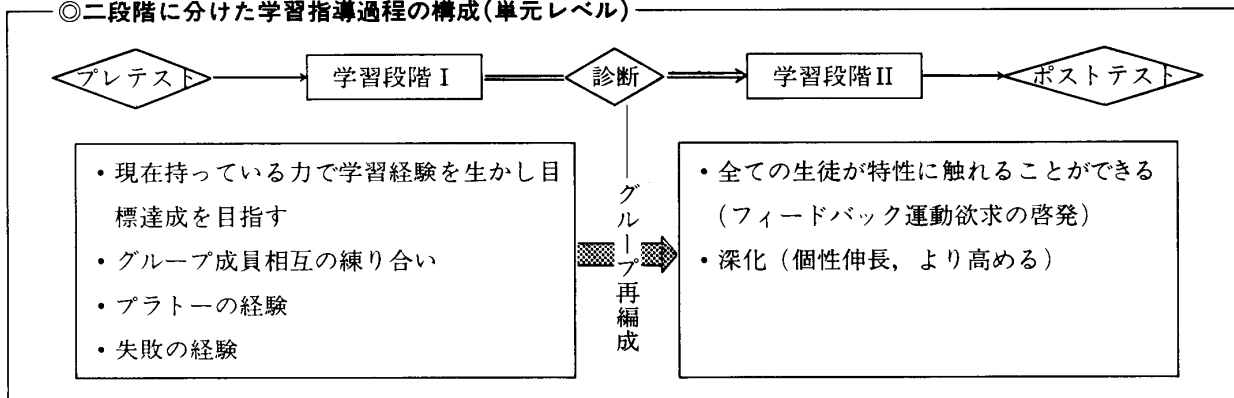 ◎二段階に分けた学習指導過程の構成(単元レベル)
プレテスト
学習段階Ⅰ
診断
学習段階Ⅱ
ポストテスト
・現在持っている力で学習経験を生かし目
標達成を目指す
・グループ成員相互の練り合い
・プラトーの経験
・失敗の経験
グループ再編成
・全ての生徒が特性に触れることができる
（フィードバック運動欲求の啓発）
・深化（個性伸長，より高める）